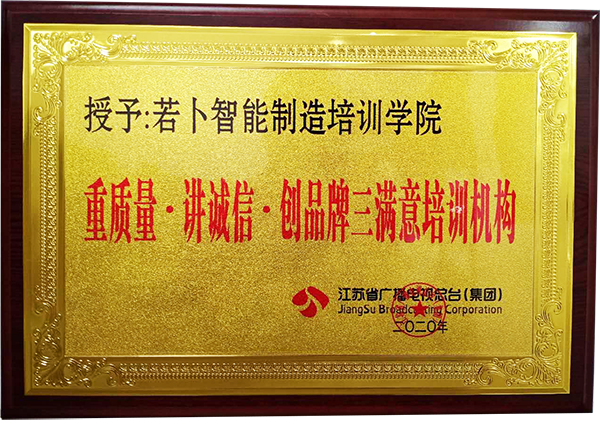 授予:若卜智能制造培训学院
重质量·讲诚信·创品牌三满意培训机构
江苏省广播电视总台(集团)
JiangSu Broadcasting Corporation
二〇二〇年